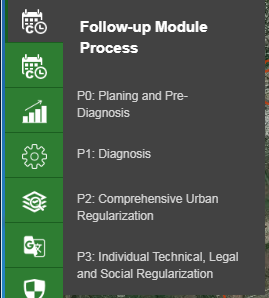 Follow-up Module
Process
P0: Planing and Pre-
Diagnosis
P1: Diagnosis
P2: Comprehensive Urban
Regularization
P3: Individual Technical, Legal
and Social Regularization